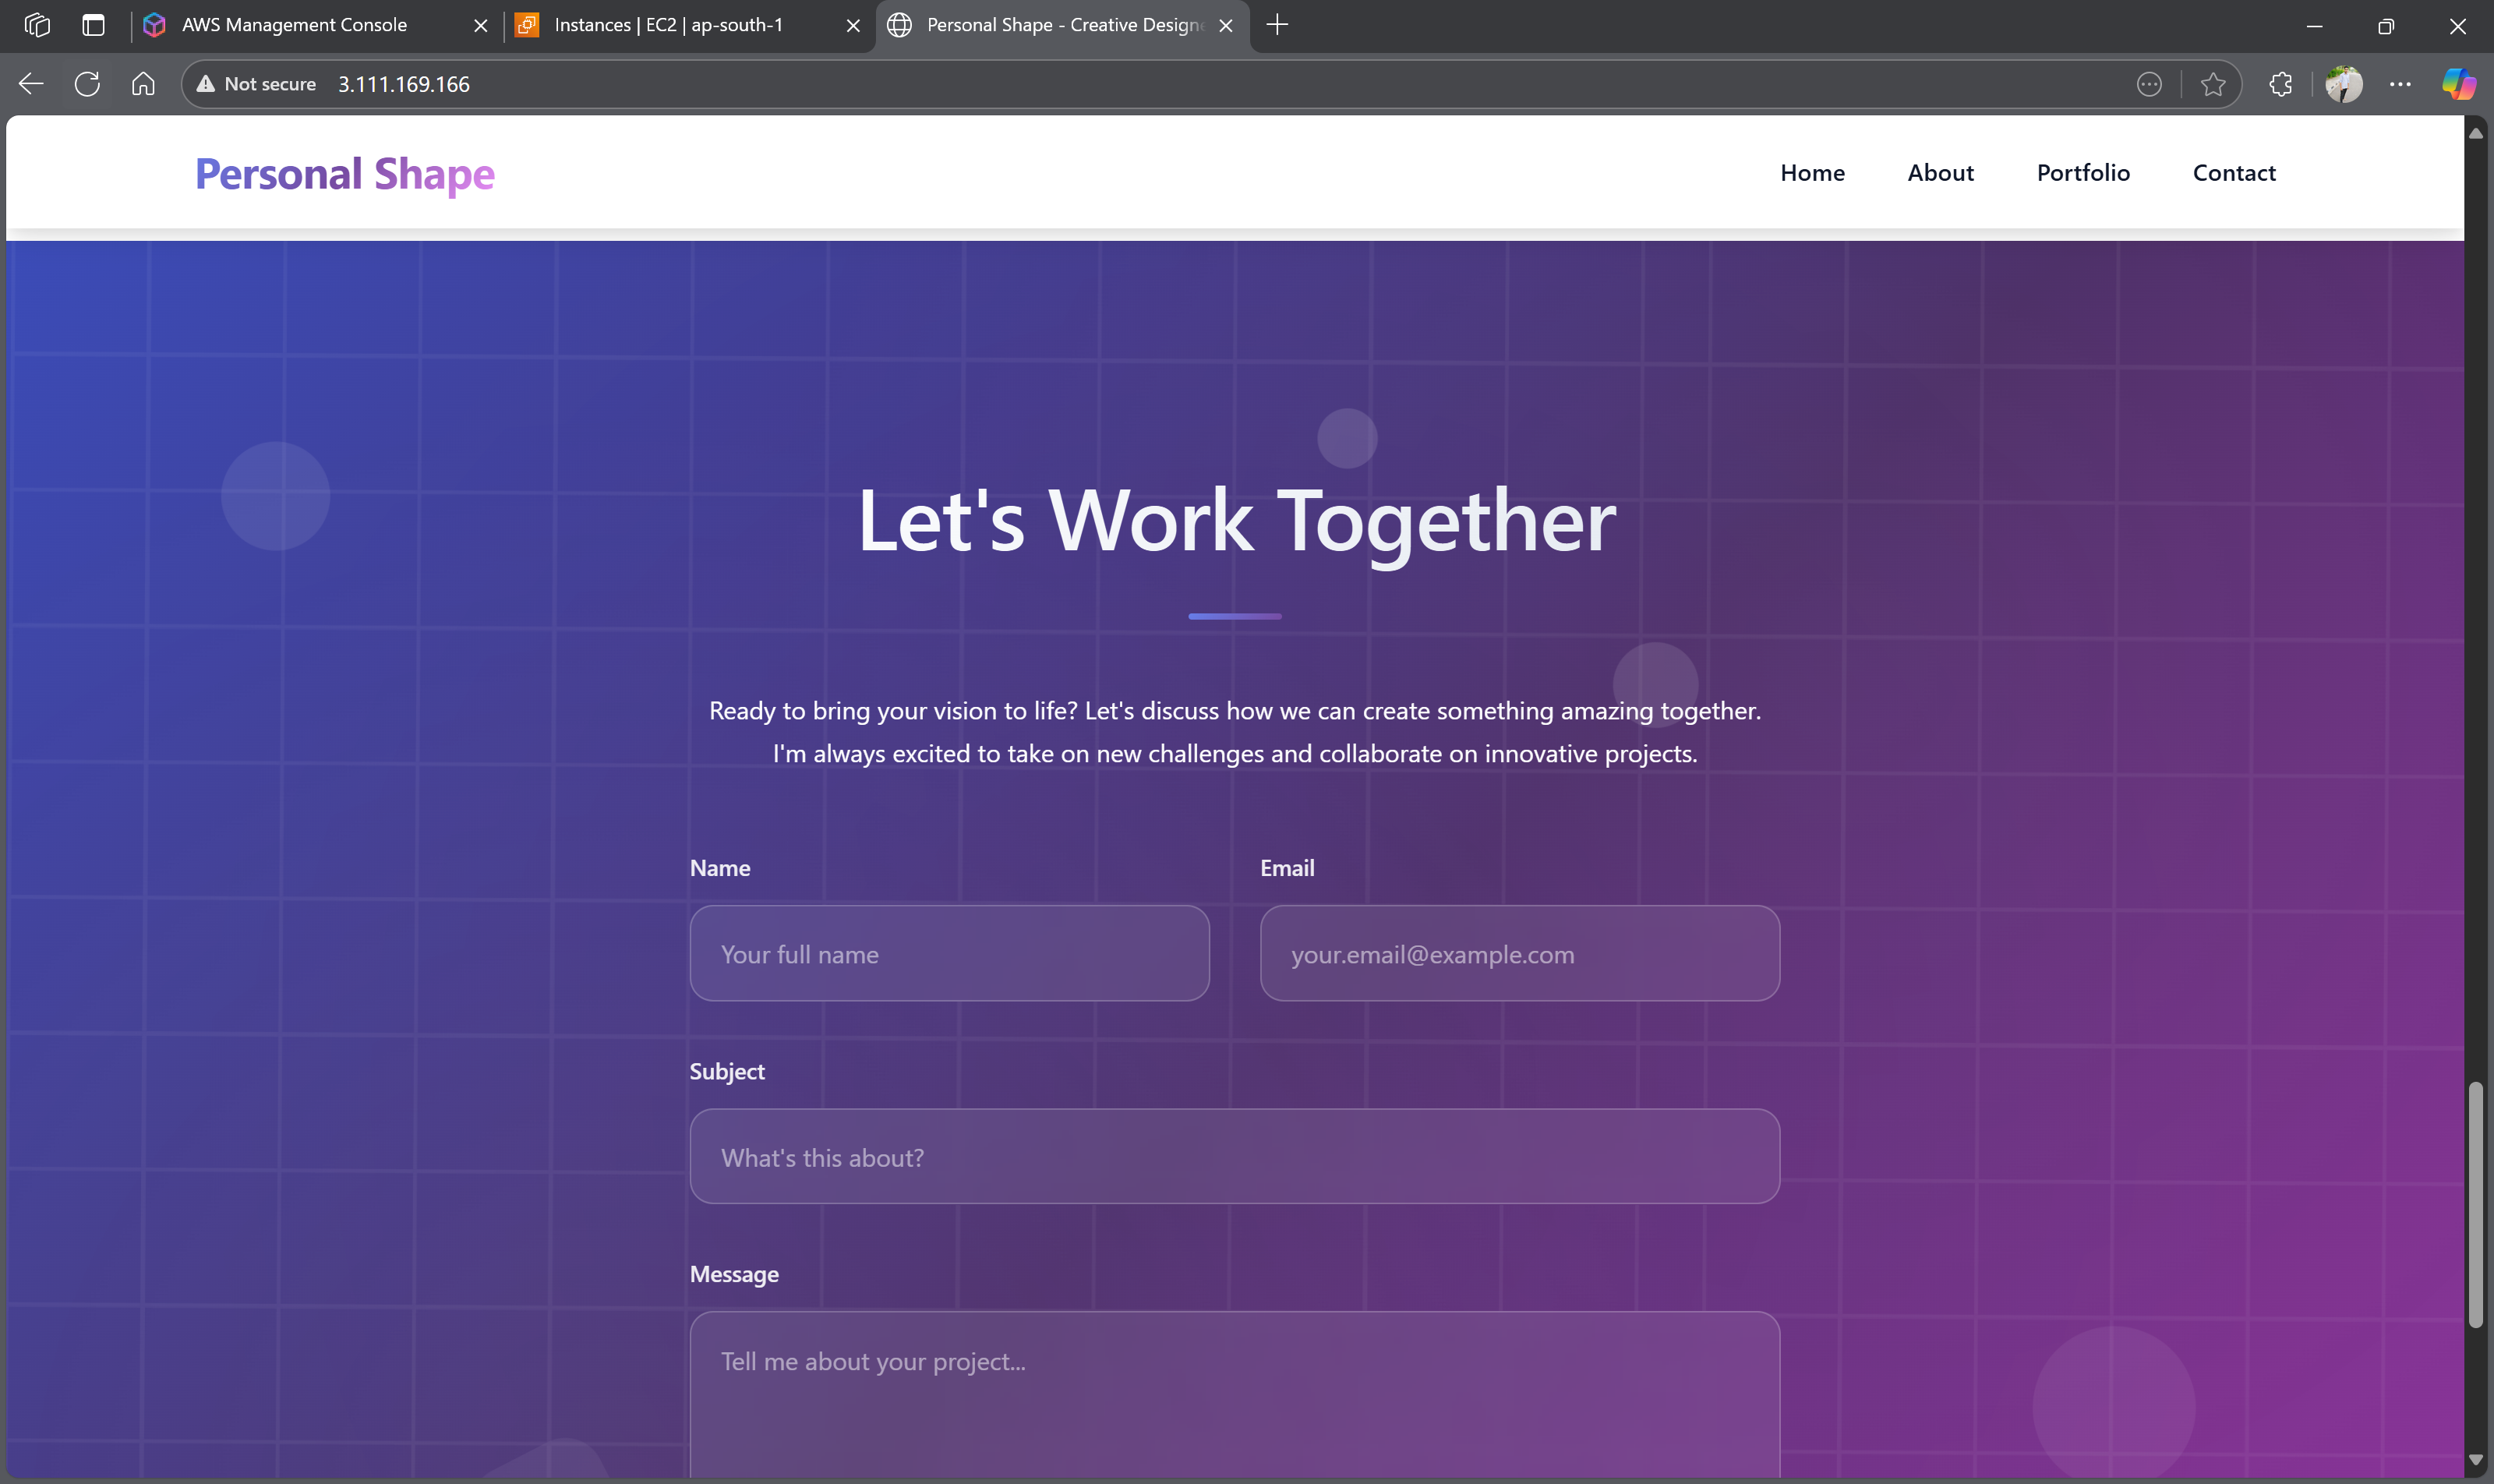 AWS Management Console
Instances | EC2 | ap-south-1
Personal Shape - Creative Designe
Not secure 3.111.169.166
Personal Shape
Home About Portfolio Contact
Let's Work Together
Ready to bring your vision to life? Let's discuss how we can create something amazing together.
I'm always excited to take on new challenges and collaborate on innovative projects.
Name Email
Your full name your.email@example.com
Subject
What's this about?
Message
Tell me about your project...